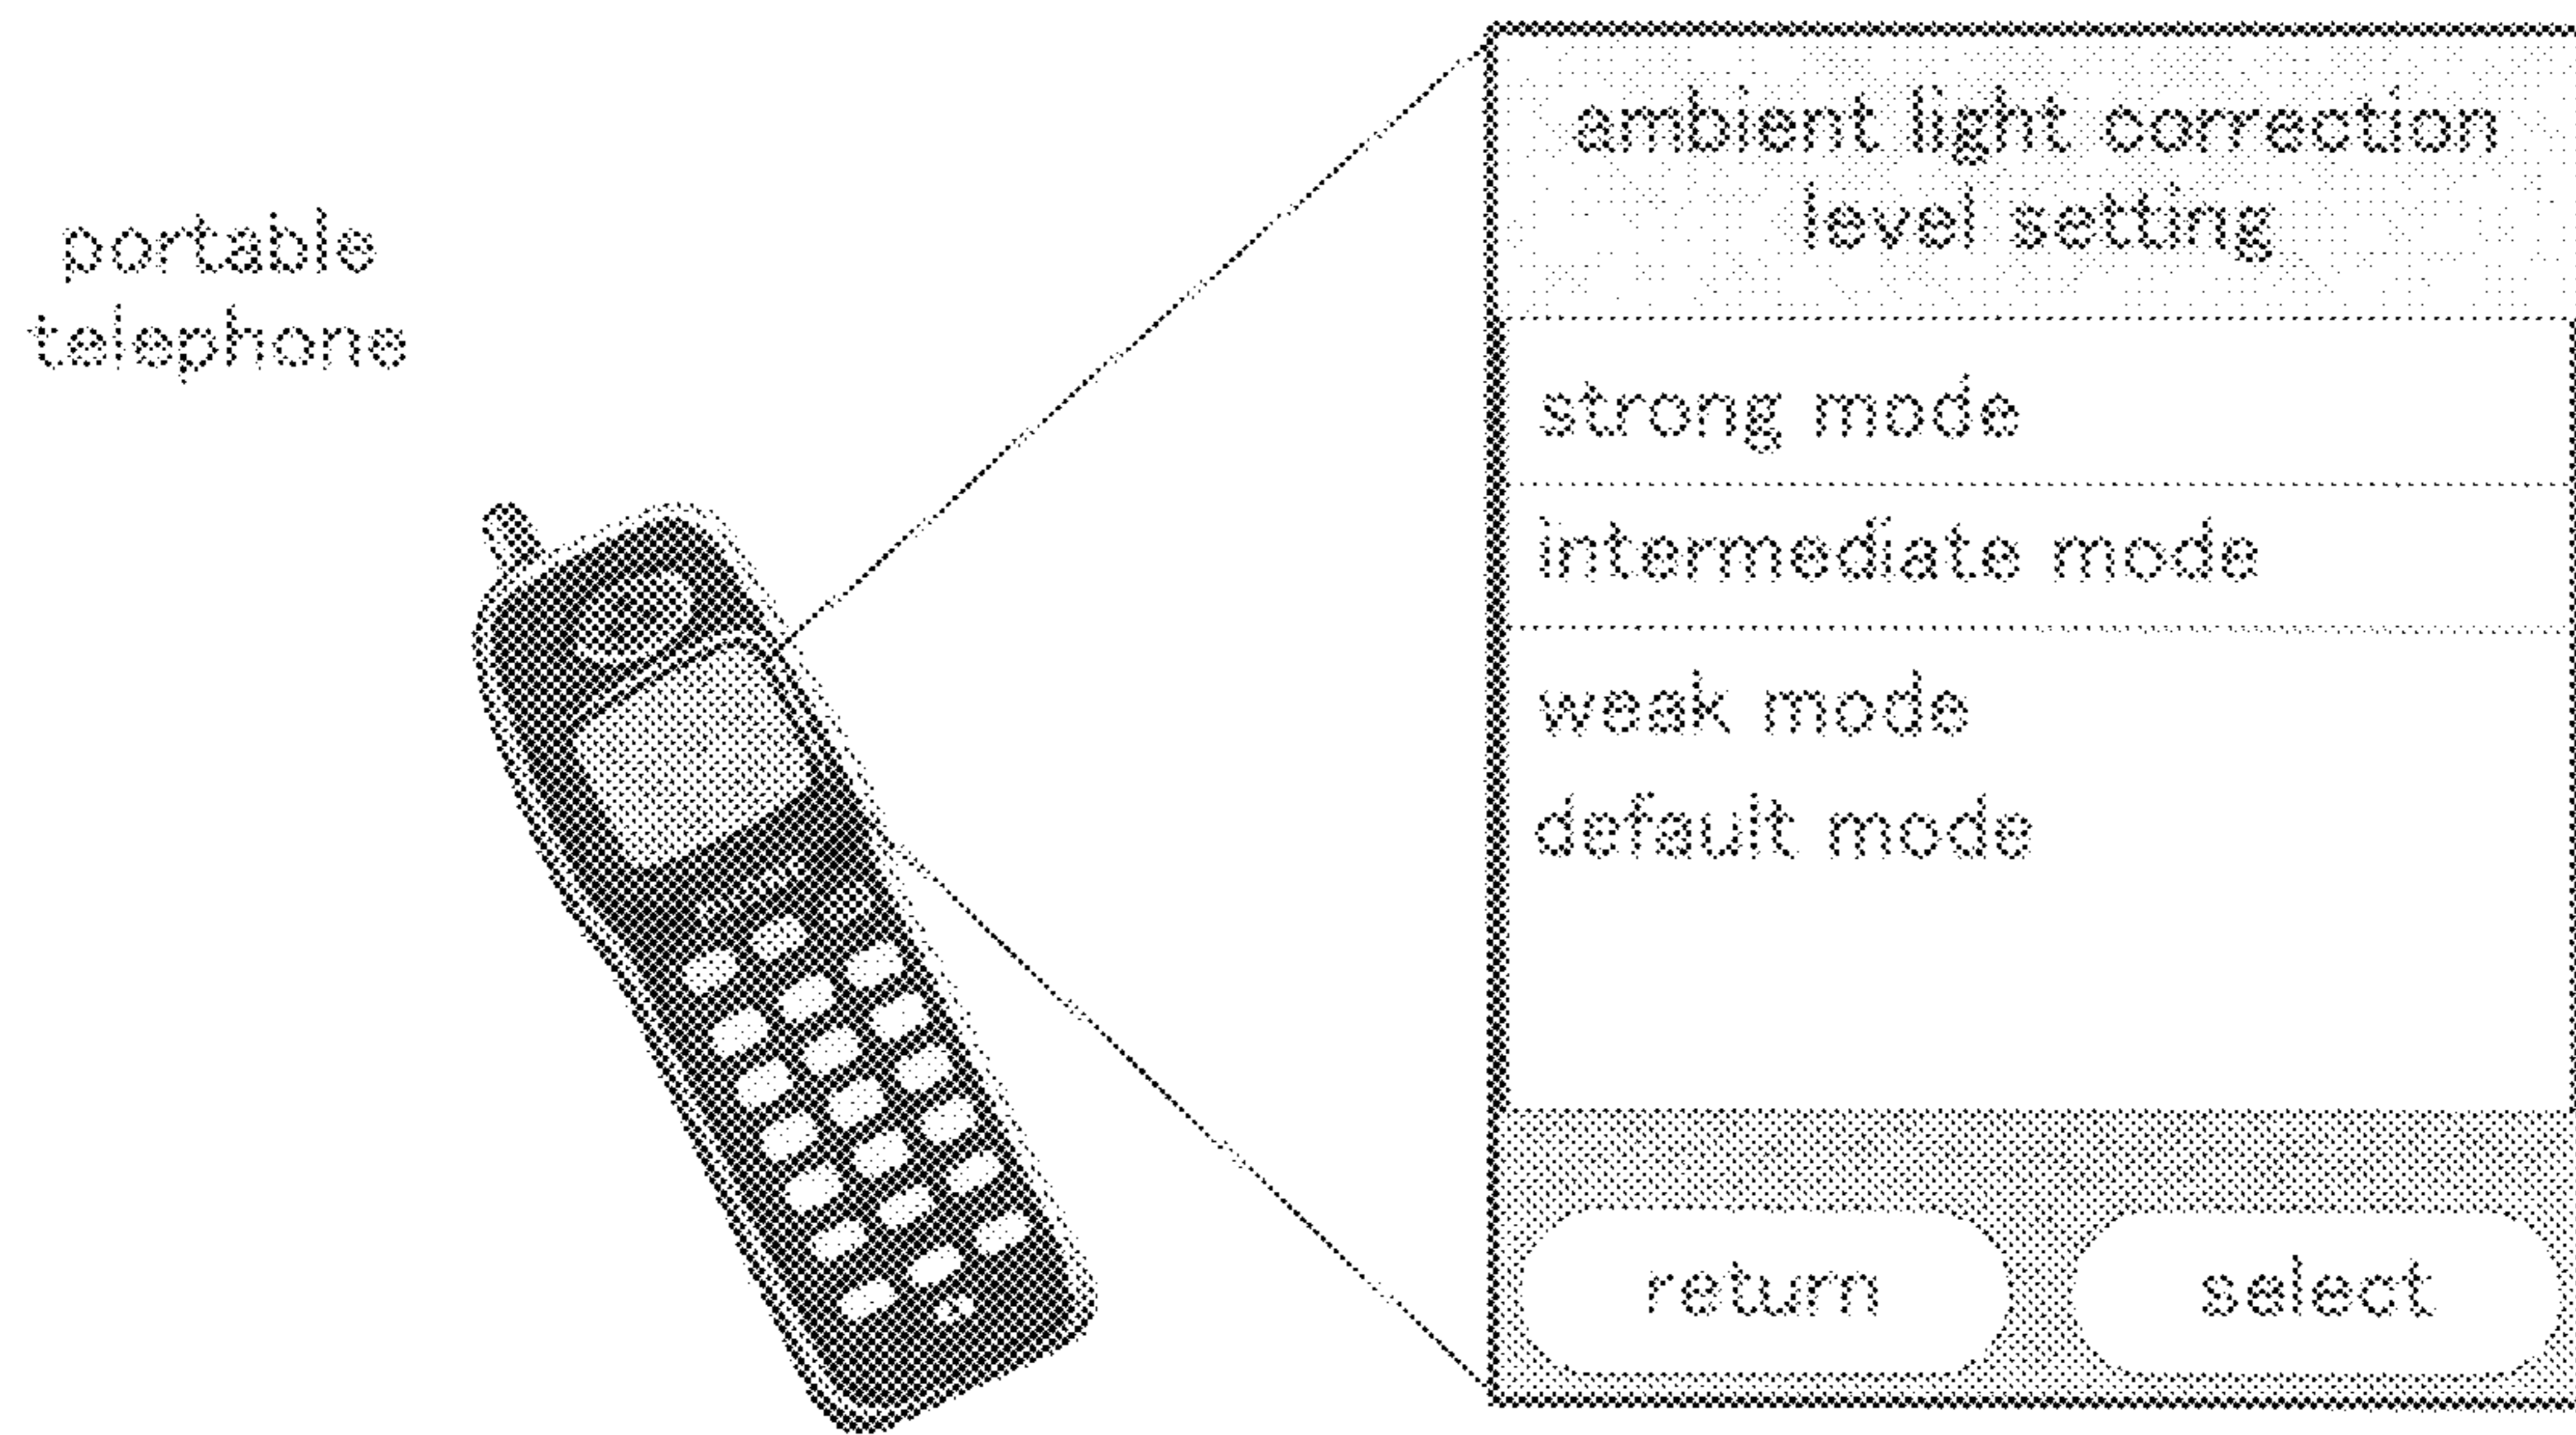 portable
telephone
ambient light correction
level setting
strong mode
intermediate mode
weak mode
default mode
return
select